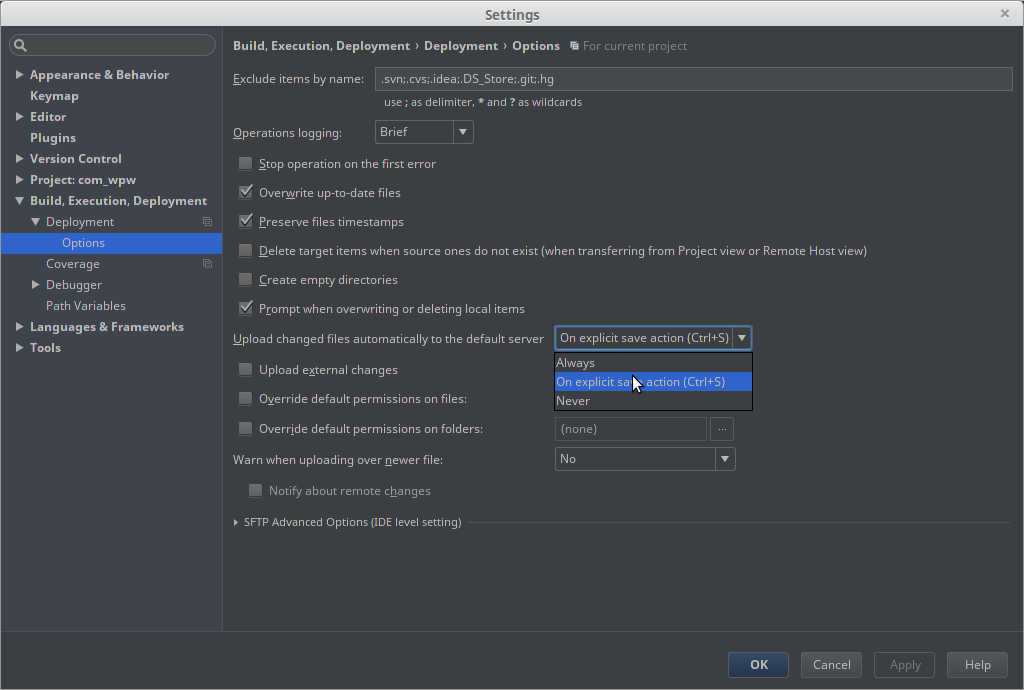 Settings
Build, Execution, Deployment › Deployment › Options For current project
Appearance & Behavior
Keymap
Editor
Plugins
Version Control
Project: com_wpw
Build, Execution, Deployment
Deployment
Options
Coverage
Debugger
Path Variables
Languages & Frameworks
Tools
Exclude items by name: .svn;.cvs;.idea;.DS_Store;.git;.hg
use ; as delimiter, * and ? as wildcards
Operations logging: Brief
Stop operation on the first error
Overwrite up-to-date files
Preserve files timestamps
Delete target items when source ones do not exist (when transferring from Project view or Remote Host view)
Create empty directories
Prompt when overwriting or deleting local items
Upload changed files automatically to the default server On explicit save action (Ctrl+S)
Always
On explicit save action (Ctrl+S)
Never
Upload external changes
Override default permissions on files:
Override default permissions on folders: (none) ...
Warn when uploading over newer file: No
Notify about remote changes
SFTP Advanced Options (IDE level setting)
OK Cancel Apply Help